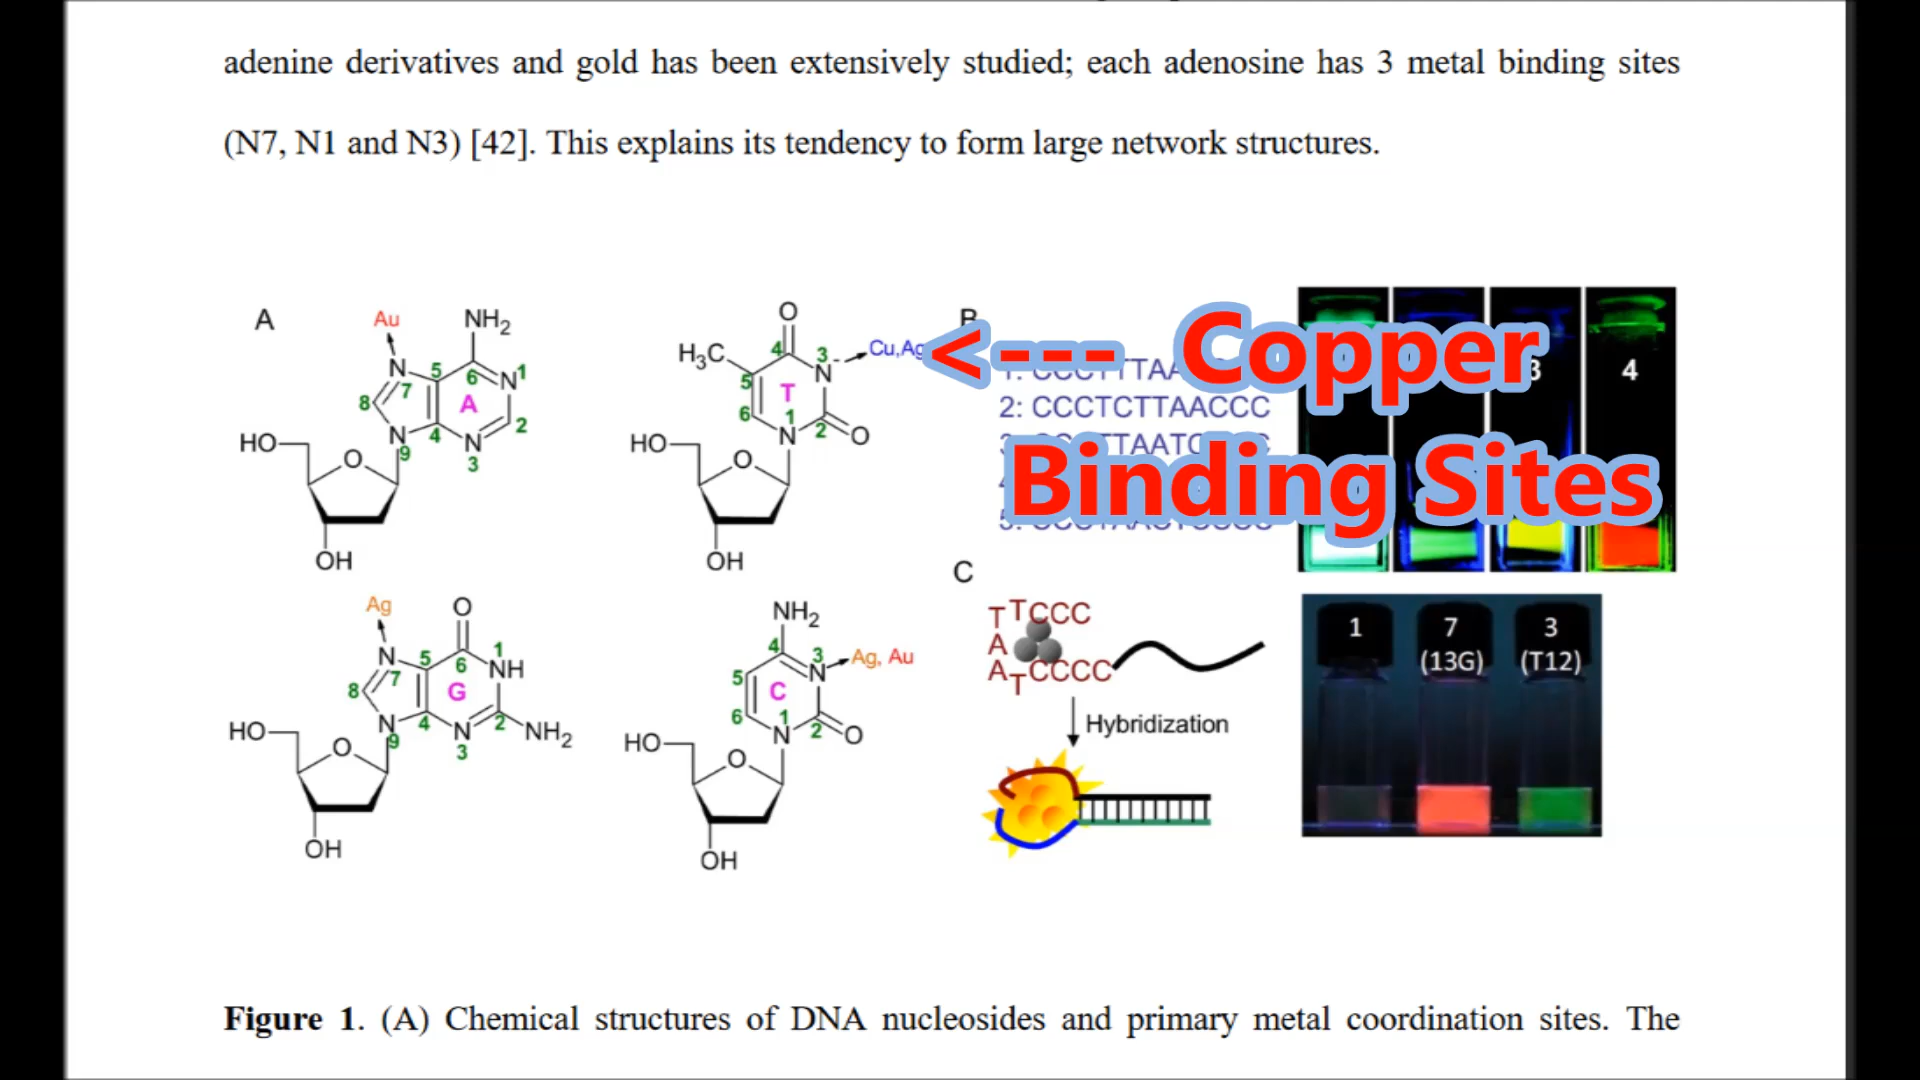 adenine derivatives and gold has been extensively studied; each adenosine has 3 metal binding sites
(N7, N1 and N3) [42]. This explains its tendency to form large network structures.
A
Au
NH2
N
7
5
6
N
1
8
A
N
9
4
N
3
2
HO
O
OH
O
H3C
4
3
-
N
Cu,Ag
5
T
6
1
N
2
O
HO
O
OH
<--- Copper
Binding Sites
2: CCCTCTTAACCC
3
4
Ag
O
N
7
5
6
1
NH
8
G
N
9
4
N
3
2
NH2
HO
O
OH
NH2
4
3
N
Ag, Au
5
C
6
1
N
2
O
HO
O
OH
C
TTCCC
A
ATCCCC
Hybridization
1
7
(13G)
3
(T12)
Figure 1. (A) Chemical structures of DNA nucleosides and primary metal coordination sites. The